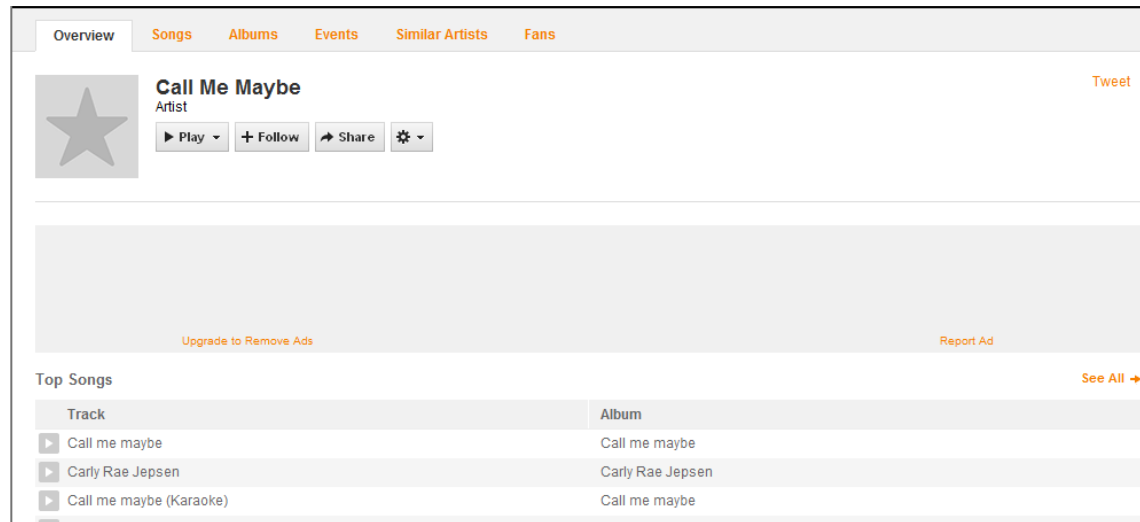 Overview Songs Albums Events Similar Artists Fans
Call Me Maybe
Tweet
Artist
Play Follow Share
Upgrade to Remove Ads Report Ad
Top Songs See All
Track Album
Call me maybe Call me maybe
Carly Rae Jepsen Carly Rae Jepsen
Call me maybe (Karaoke) Call me maybe